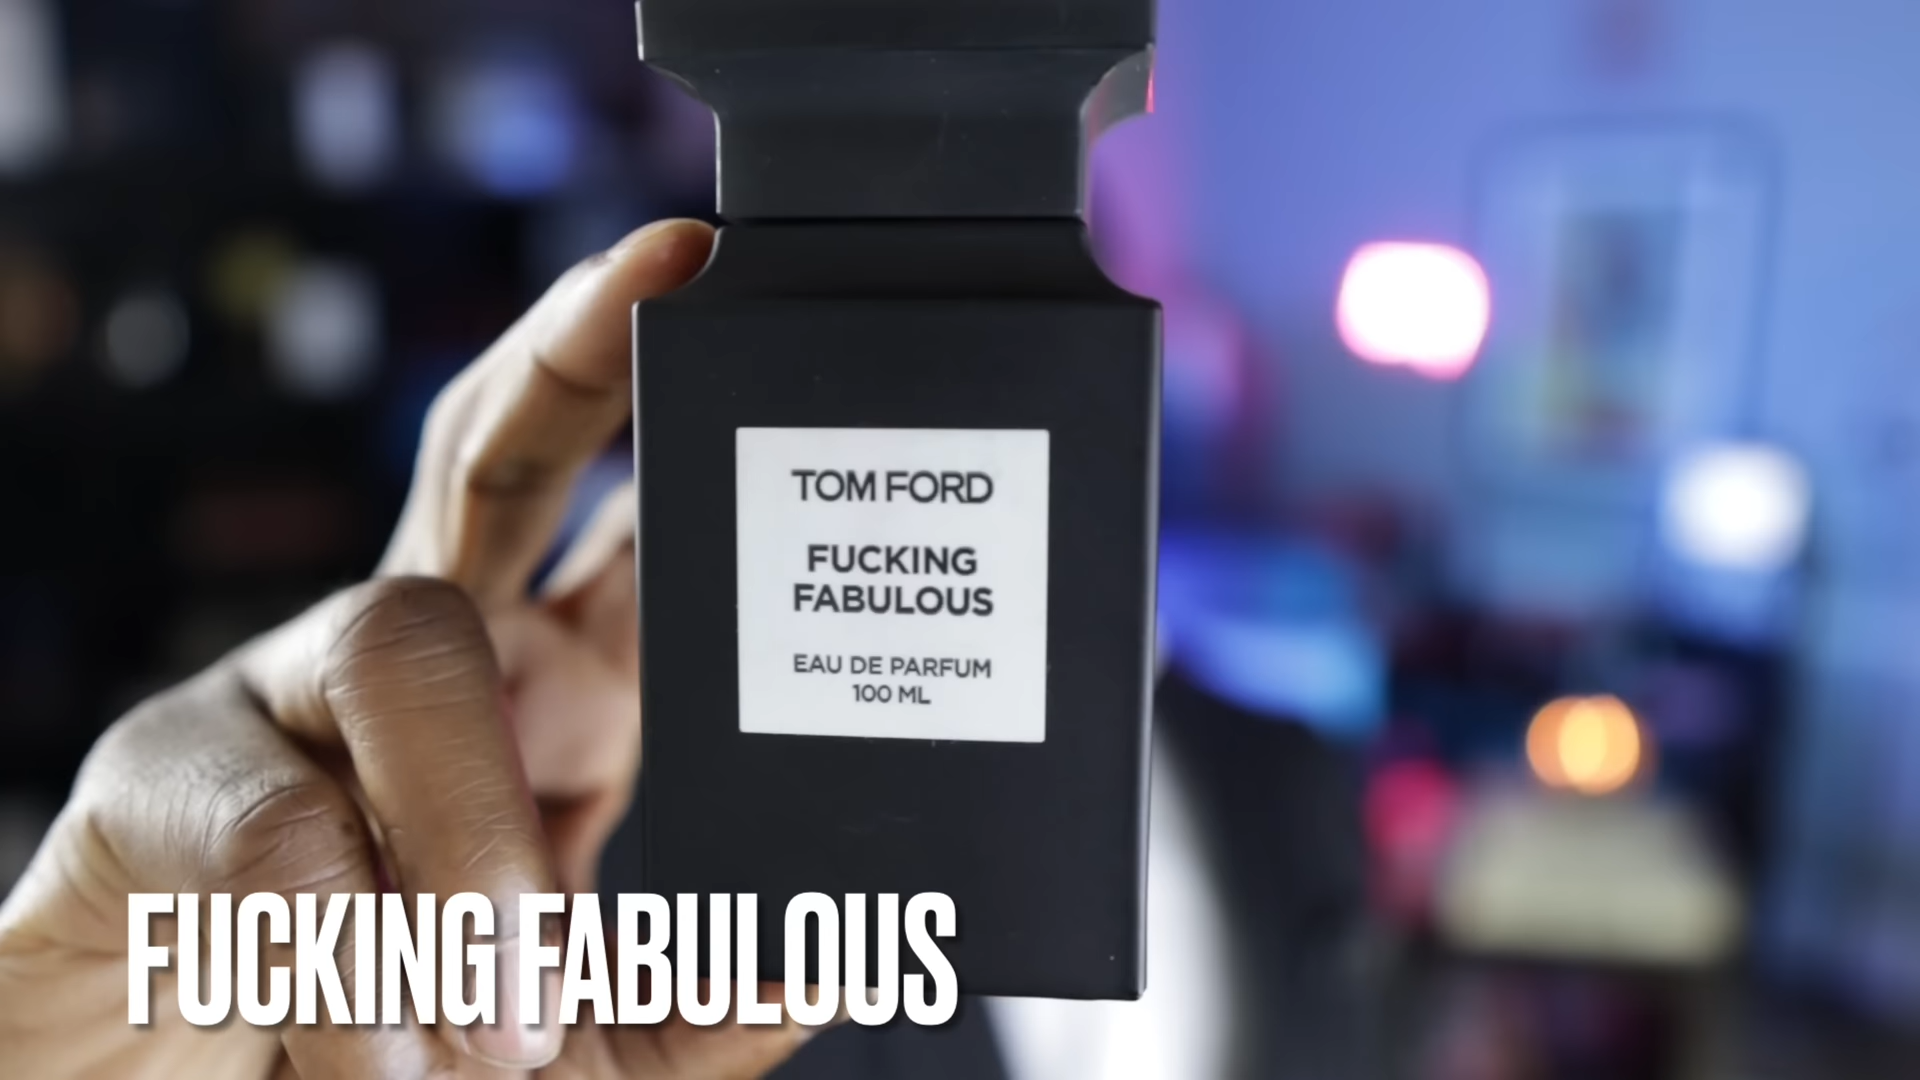 TOM FORD
FUCKING
FABULOUS
EAU DE PARFUM
100 ML
FUCKING FABULOUS